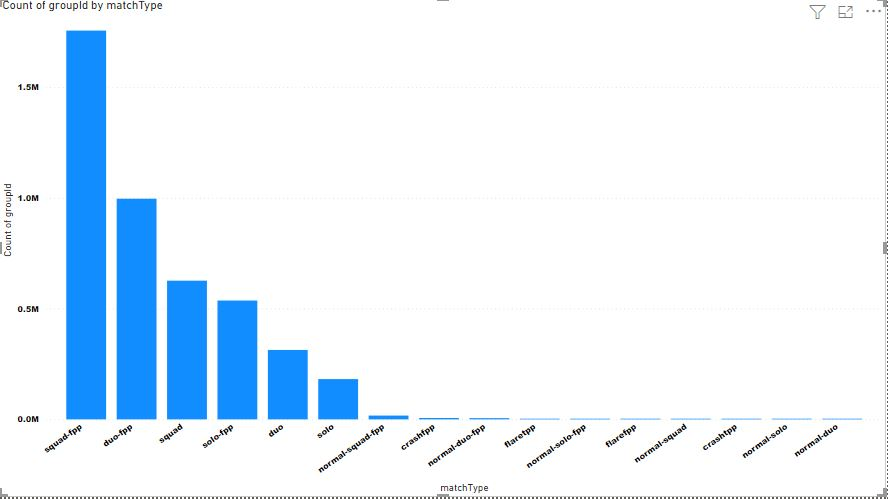 Count of groupId by matchType
Count of groupId
1.5M
1.0M
0.5M
0.0M
squad-fpp
duo-fpp
squad
solo-fpp
duo
solo
normal-squad-fpp
crashfpp
normal-duo-fpp
flaretpp
normal-solo-fpp
flarefpp
normal-squad
crashtpp
normal-solo
normal-duo
matchType